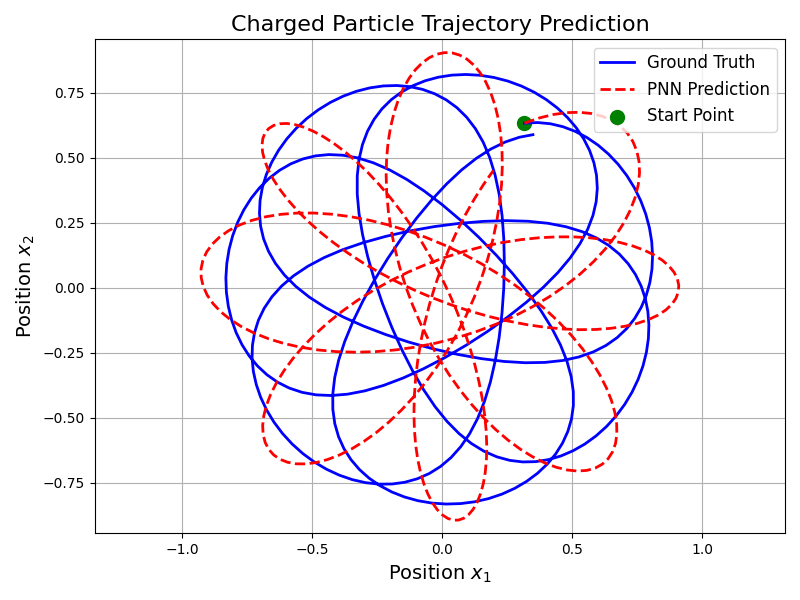 Charged Particle Trajectory Prediction
Ground Truth
PNN Prediction
Start Point
0.75
0.50
0.25
0.00
−0.25
−0.50
−0.75
Position x₂
−1.0 −0.5 0.0 0.5 1.0
Position x₁